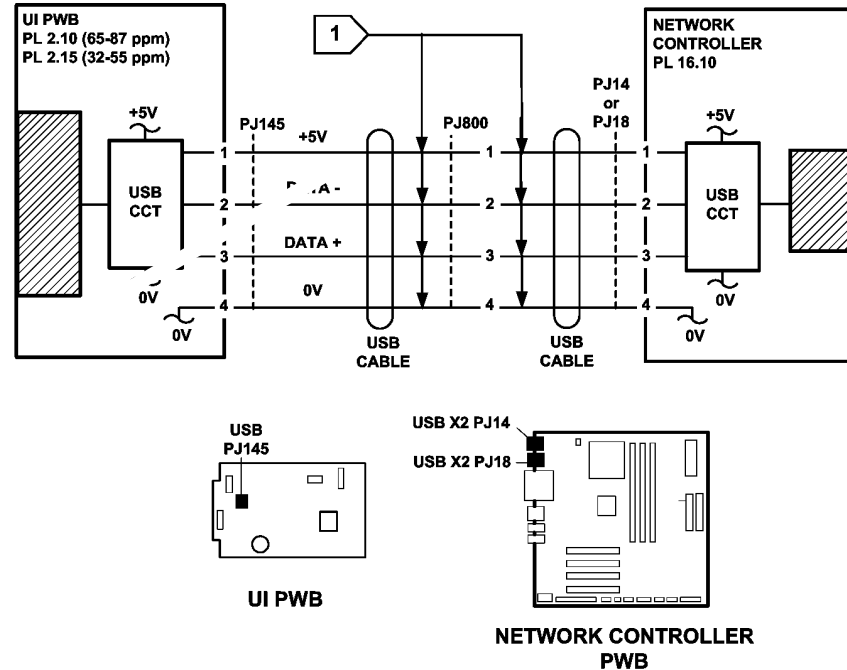 UI PWB
PL 2.10 (65-87 ppm)
PL 2.15 (32-55 ppm)
1
NETWORK
CONTROLLER
PL 16.10
+5V
PJ145
+5V
PJ800
PJ14
or
PJ18
+5V
1
1
1
USB
CCT
2
2
2
USB
CCT
DATA +
3
3
3
0V
0V
4
4
4
0V
0V
0V
USB
CABLE
USB
CABLE
USB
PJ145
USB X2 PJ14
USB X2 PJ18
UI PWB
NETWORK CONTROLLER
PWB